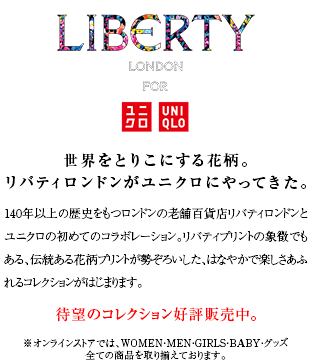 LIBERTY
LONDON
FOR
ユニクロ UNIQLO
世界をとりこにする花柄。
リバティロンドンがユニクロにやってきた。
140年以上の歴史をもつロンドンの老舗百貨店リバティロンドンと
ユニクロの初めてのコラボレーション。リバティプリントの象徴でも
ある、伝統ある花柄プリントが勢ぞろいした、はなやかで楽しさあふ
れるコレクションがはじまります。
待望のコレクション好評販売中。
※オンラインストアでは、WOMEN・MEN・GIRLS・BABY・グッズ
全ての商品を取り揃えております。